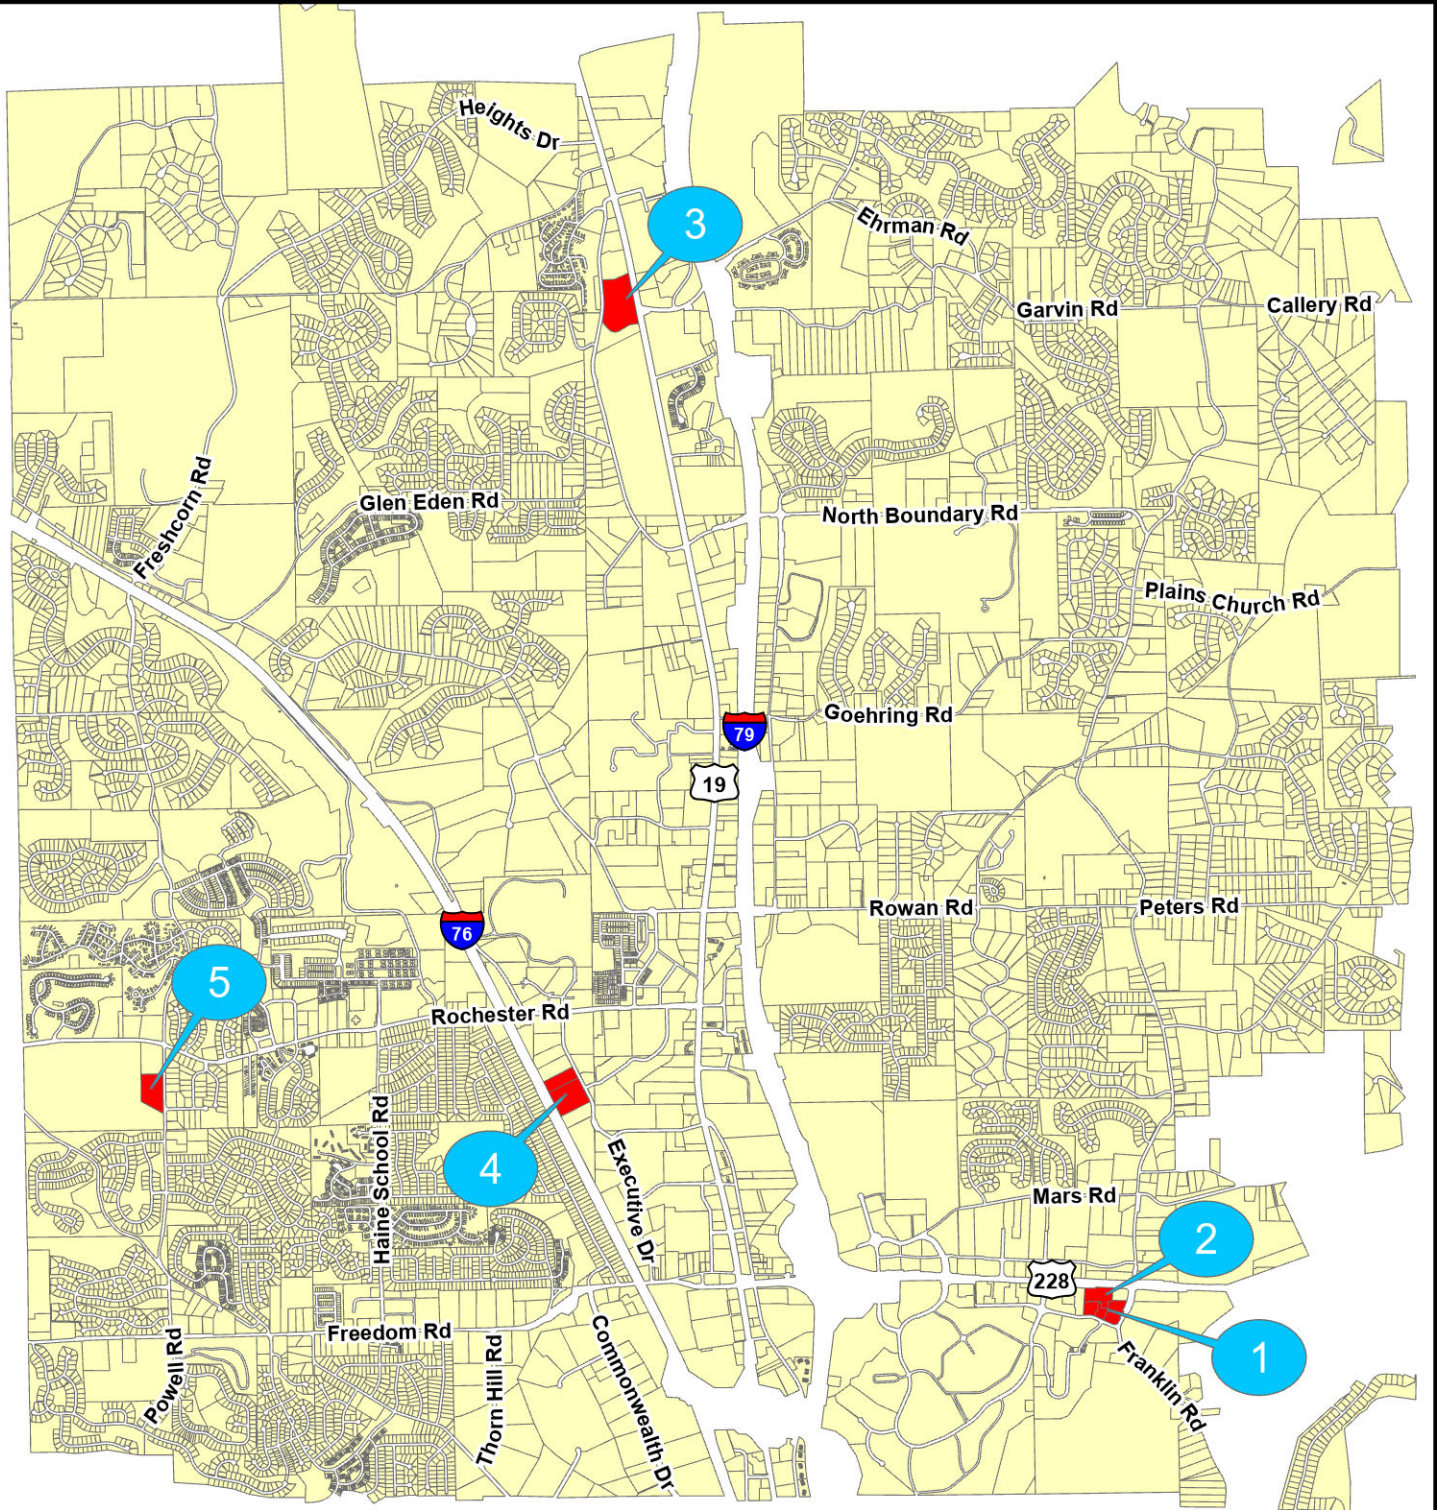 Heights Dr
3
Ehrman Rd
Garvin Rd
Callery Rd
Freshcorn Rd
Glen Eden Rd
North Boundary Rd
Plains Church Rd
Goehring Rd
79
19
Rowan Rd
Peters Rd
76
5
Rochester Rd
4
Haine School Rd
Executive Dr
Mars Rd
2
228
1
Freedom Rd
Powell Rd
Thorn Hill Rd
Commonwealth Dr
Franklin Rd